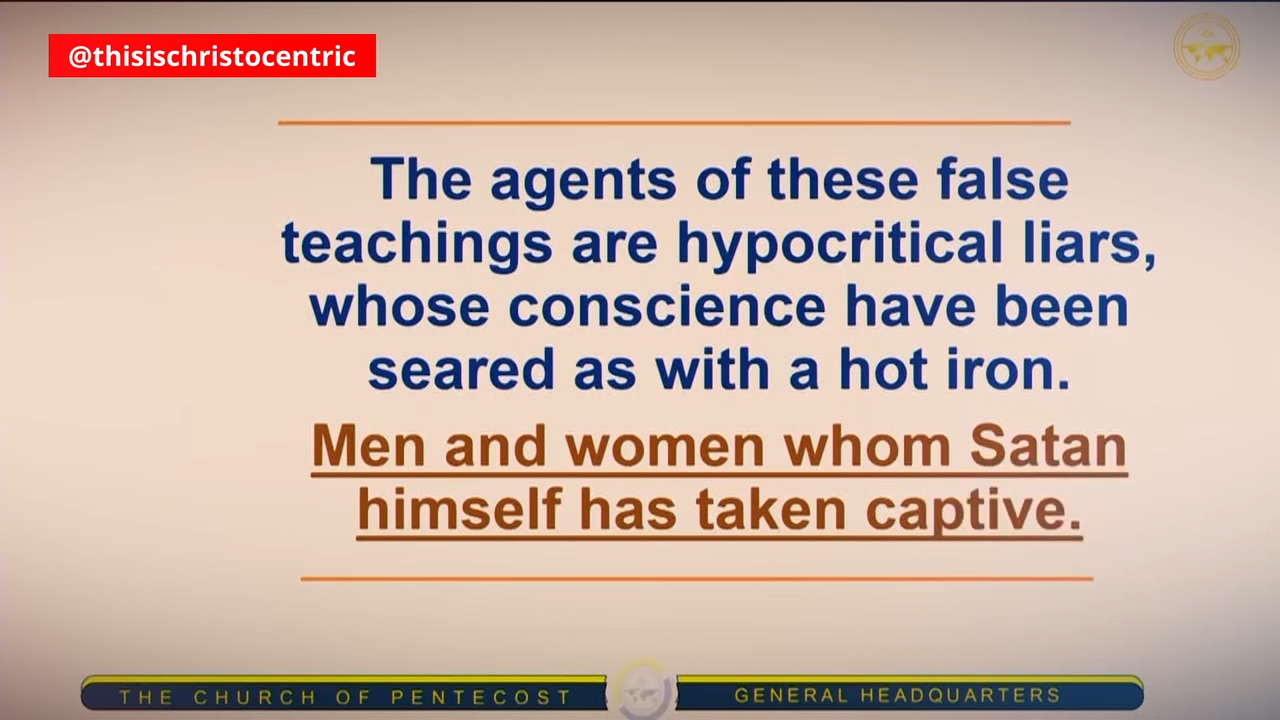 @thisischristocentric
The agents of these false
teachings are hypocritical liars,
whose conscience have been
seared as with a hot iron.
Men and women whom Satan
himself has taken captive.
THE CHURCH OF PENTECOST
GENERAL HEADQUARTERS